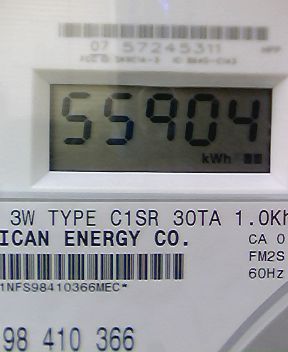 07 57245311
55904
kWh
3W TYPE C1SR 30TA 1.0Kh
ICAN ENERGY CO.
CA 0
FM2S
60Hz
1NFS98410366MEC*
98 410 366